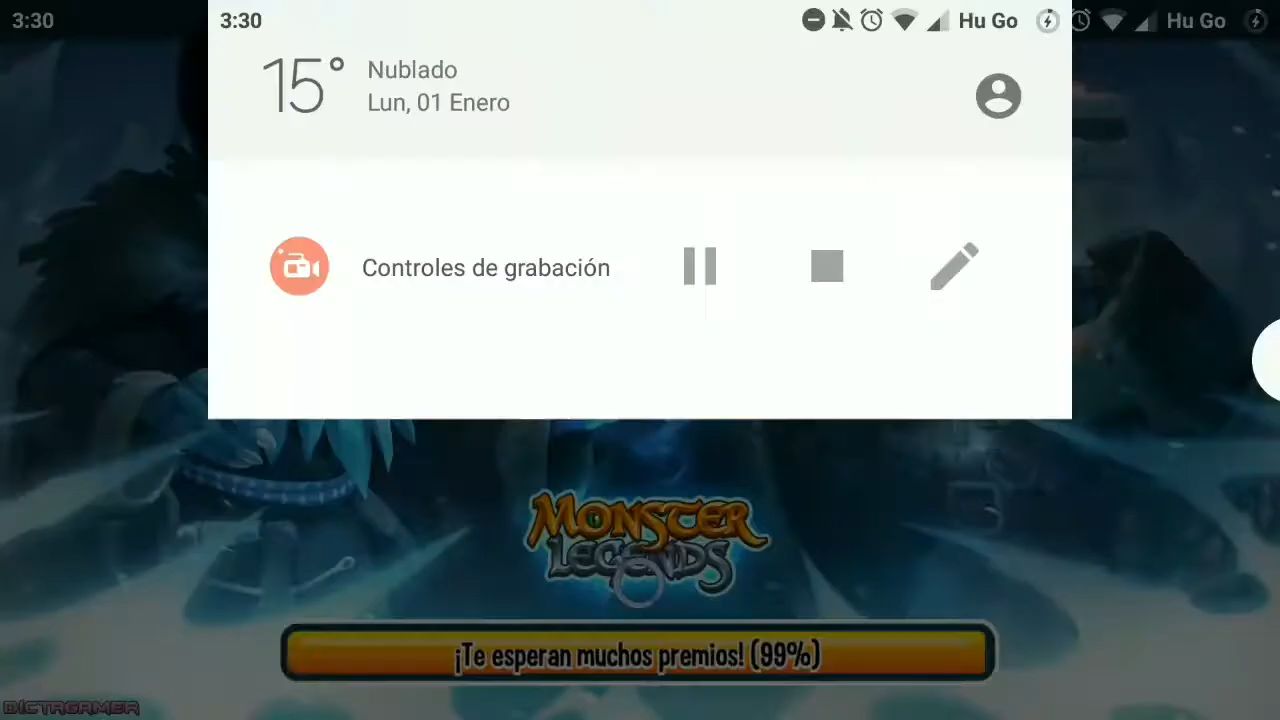 3:30
3:30
Hu Go
Hu Go
15°
Nublado
Lun, 01 Enero
Controles de grabación
MONSTER
LEGENDS
¡Te esperan muchos premios! (99%)
DICTAGAMER